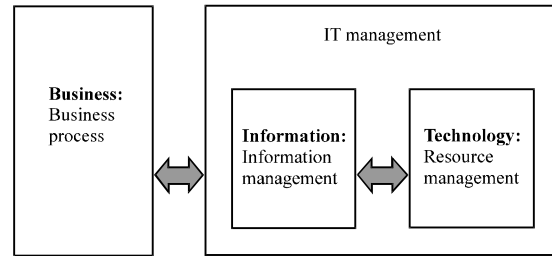 IT management
Business:
Business
process
Information:
Information
management
Technology:
Resource
management